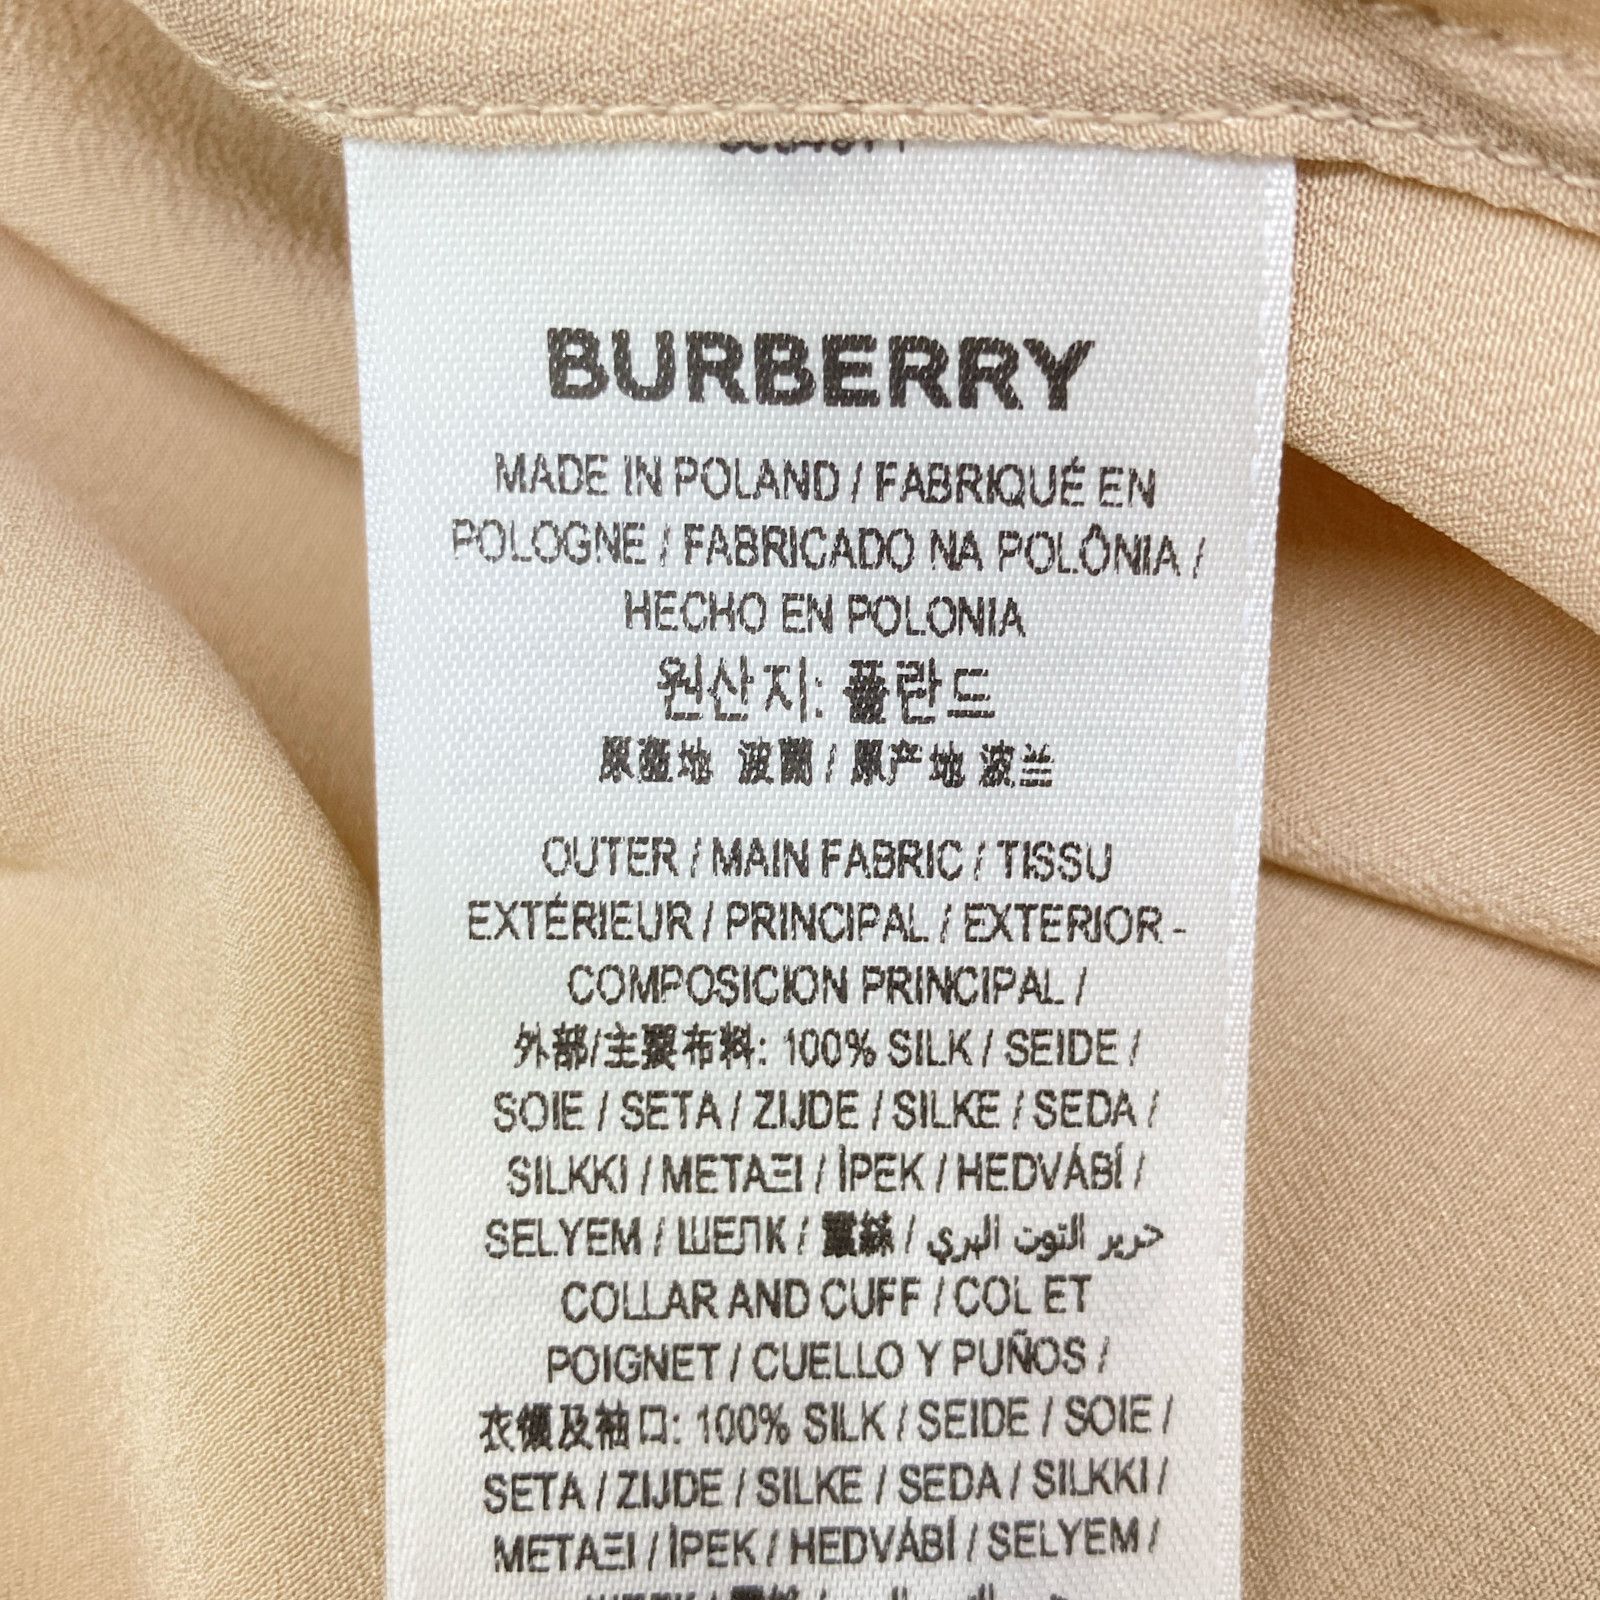 BURBERRY
MADE IN POLAND / FABRIQUÉ EN
POLOGNE / FABRICADO NA POLÔNIA /
HECHO EN POLONIA
원산지: 폴란드
原產地 波蘭 / 原产地 波兰
OUTER / MAIN FABRIC / TISSU
EXTÉRIEUR / PRINCIPAL / EXTERIOR -
COMPOSICION PRINCIPAL /
外部/主要布料: 100% SILK / SEIDE /
SOIE / SETA / ZIJDE / SILKE / SEDA /
SILKKI / ΜΕΤΑΞΙ / İPEK / HEDVÁBÍ /
SELYEM / ШЕЛК / 蠶絲 / حرير التوت البري
COLLAR AND CUFF / COL ET
POIGNET / CUELLO Y PUÑOS /
衣領及袖口: 100% SILK / SEIDE / SOIE /
SETA / ZIJDE / SILKE / SEDA / SILKKI /
ΜΕΤΑΞΙ / İPEK / HEDVÁBÍ / SELYEM /